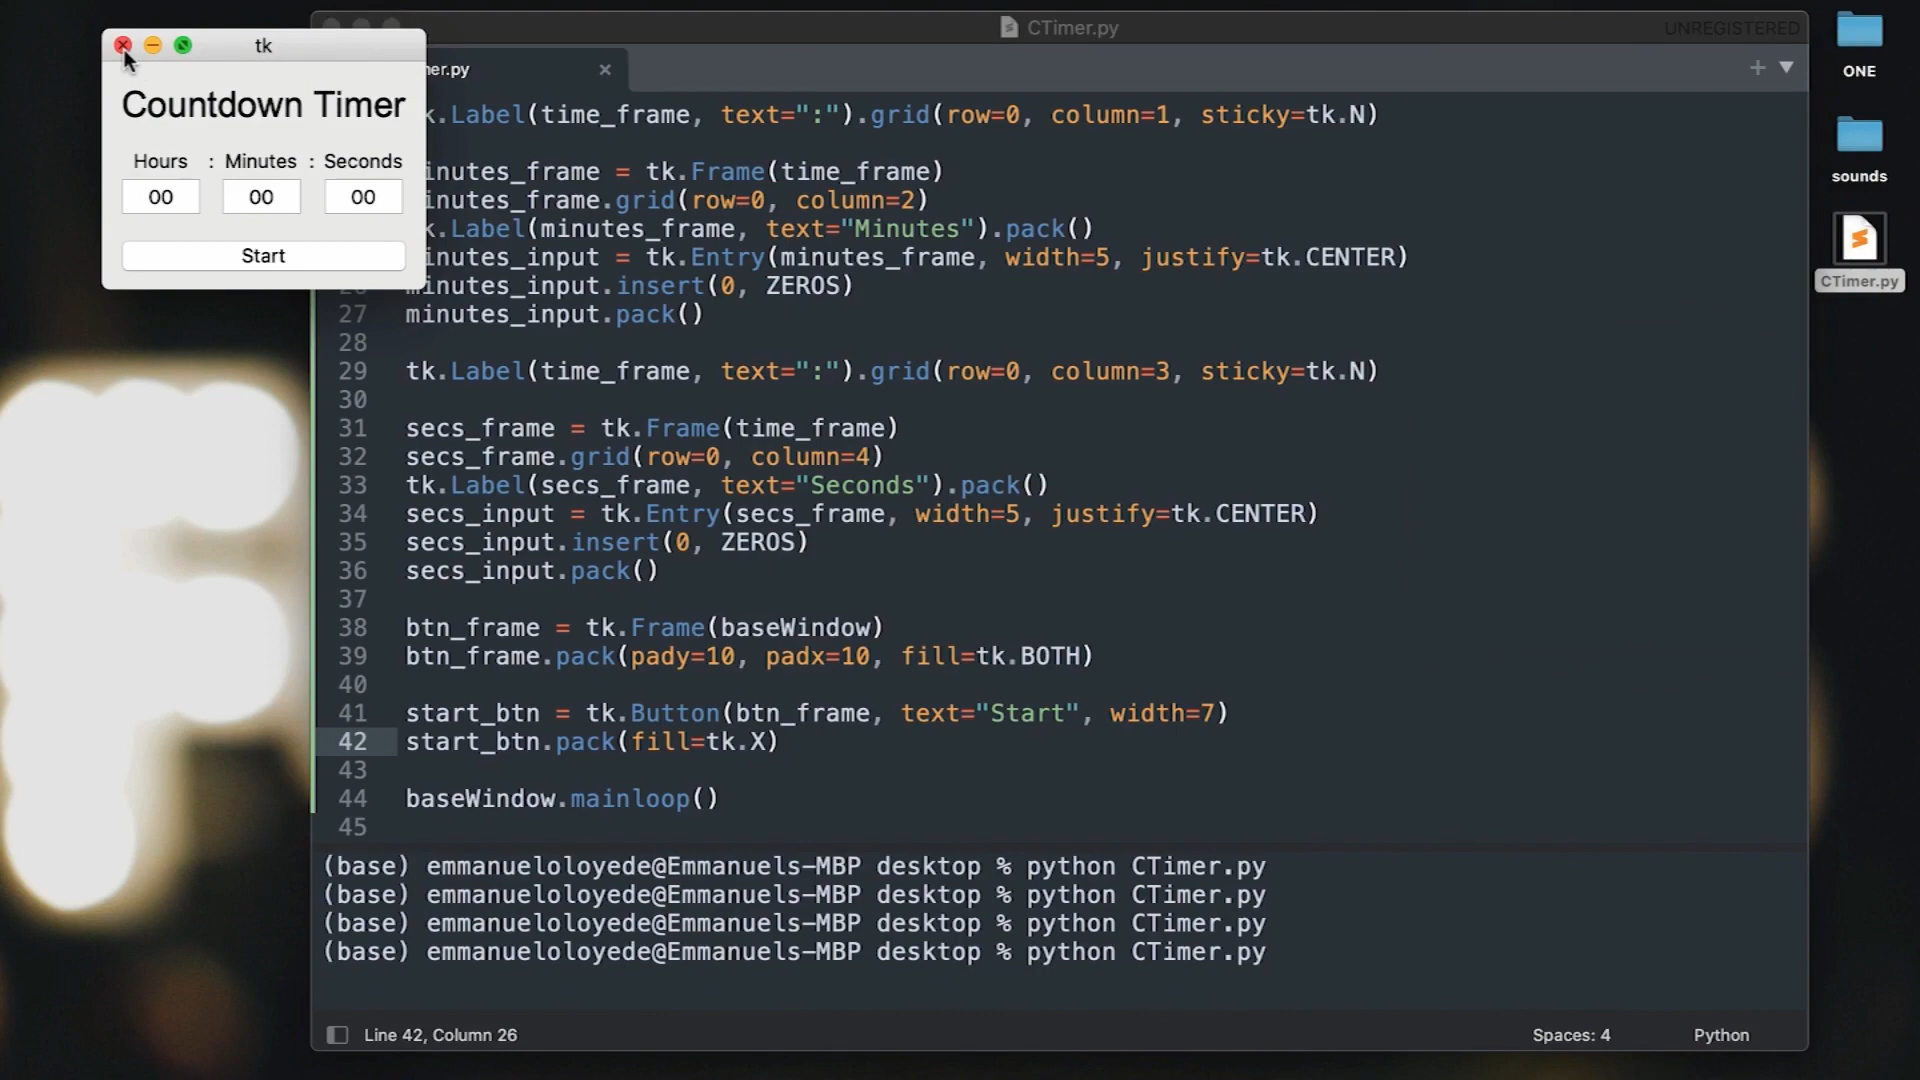 CTimer.py
UNREGISTERED
tk
Countdown Timer
Hours : Minutes : Seconds
00 00 00
Start
mer.py
k.Label(time_frame, text=":").grid(row=0, column=1, sticky=tk.N)
inutes_frame = tk.Frame(time_frame)
inutes_frame.grid(row=0, column=2)
k.Label(minutes_frame, text="Minutes").pack()
inutes_input = tk.Entry(minutes_frame, width=5, justify=tk.CENTER)
minutes_input.insert(0, ZEROS)
27 minutes_input.pack()
28
29 tk.Label(time_frame, text=":").grid(row=0, column=3, sticky=tk.N)
30
31 secs_frame = tk.Frame(time_frame)
32 secs_frame.grid(row=0, column=4)
33 tk.Label(secs_frame, text="Seconds").pack()
34 secs_input = tk.Entry(secs_frame, width=5, justify=tk.CENTER)
35 secs_input.insert(0, ZEROS)
36 secs_input.pack()
37
38 btn_frame = tk.Frame(baseWindow)
39 btn_frame.pack(pady=10, padx=10, fill=tk.BOTH)
40
41 start_btn = tk.Button(btn_frame, text="Start", width=7)
42 start_btn.pack(fill=tk.X)
43
44 baseWindow.mainloop()
45
(base) emmanueloloyede@Emmanuels-MBP desktop % python CTimer.py
(base) emmanueloloyede@Emmanuels-MBP desktop % python CTimer.py
(base) emmanueloloyede@Emmanuels-MBP desktop % python CTimer.py
(base) emmanueloloyede@Emmanuels-MBP desktop % python CTimer.py
Line 42, Column 26
Spaces: 4
Python
ONE
sounds
CTimer.py